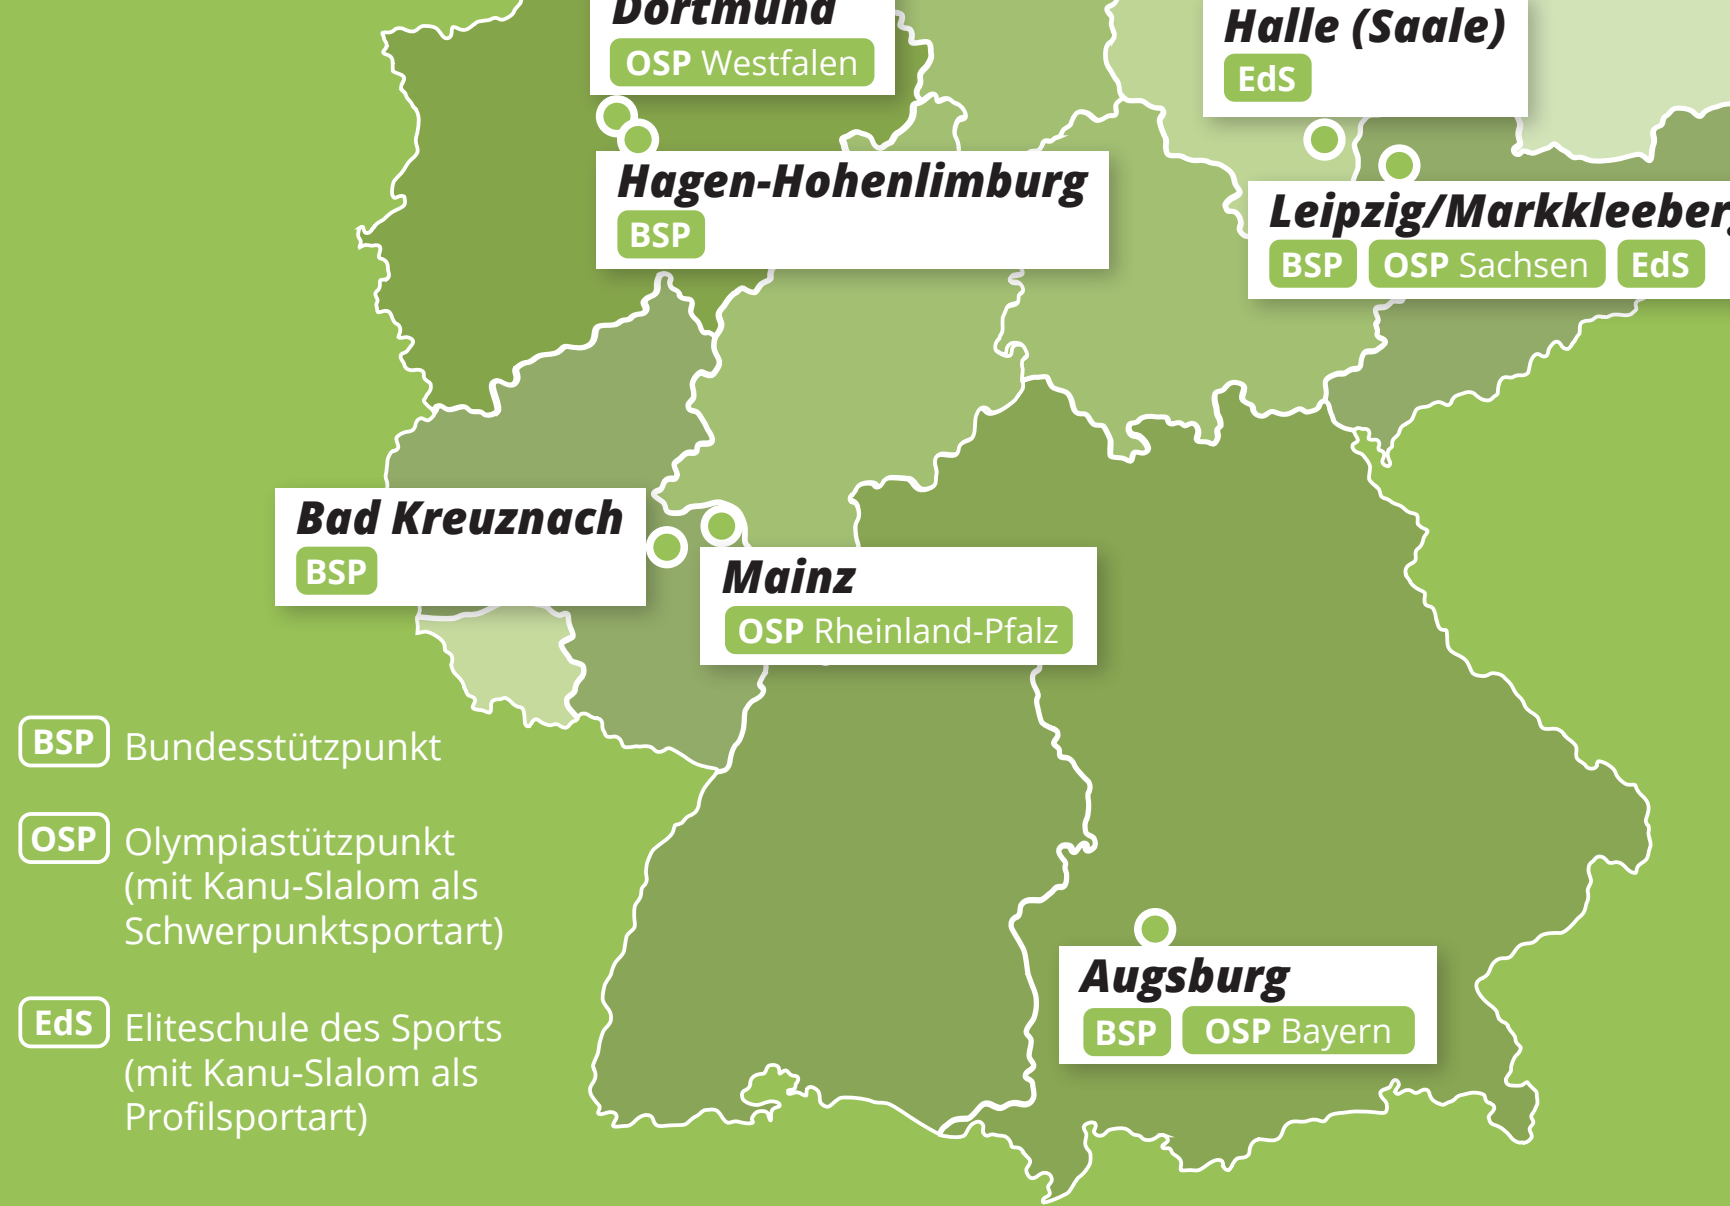 Dortmund
OSP Westfalen
Halle (Saale)
EdS
Hagen-Hohenlimburg
BSP
Leipzig/Markkleeberg
BSP OSP Sachsen EdS
Bad Kreuznach
BSP
Mainz
OSP Rheinland-Pfalz
BSP Bundesstützpunkt
OSP Olympiastützpunkt
(mit Kanu-Slalom als
Schwerpunktsportart)
EdS Eliteschule des Sports
(mit Kanu-Slalom als
Profilsportart)
Augsburg
BSP OSP Bayern